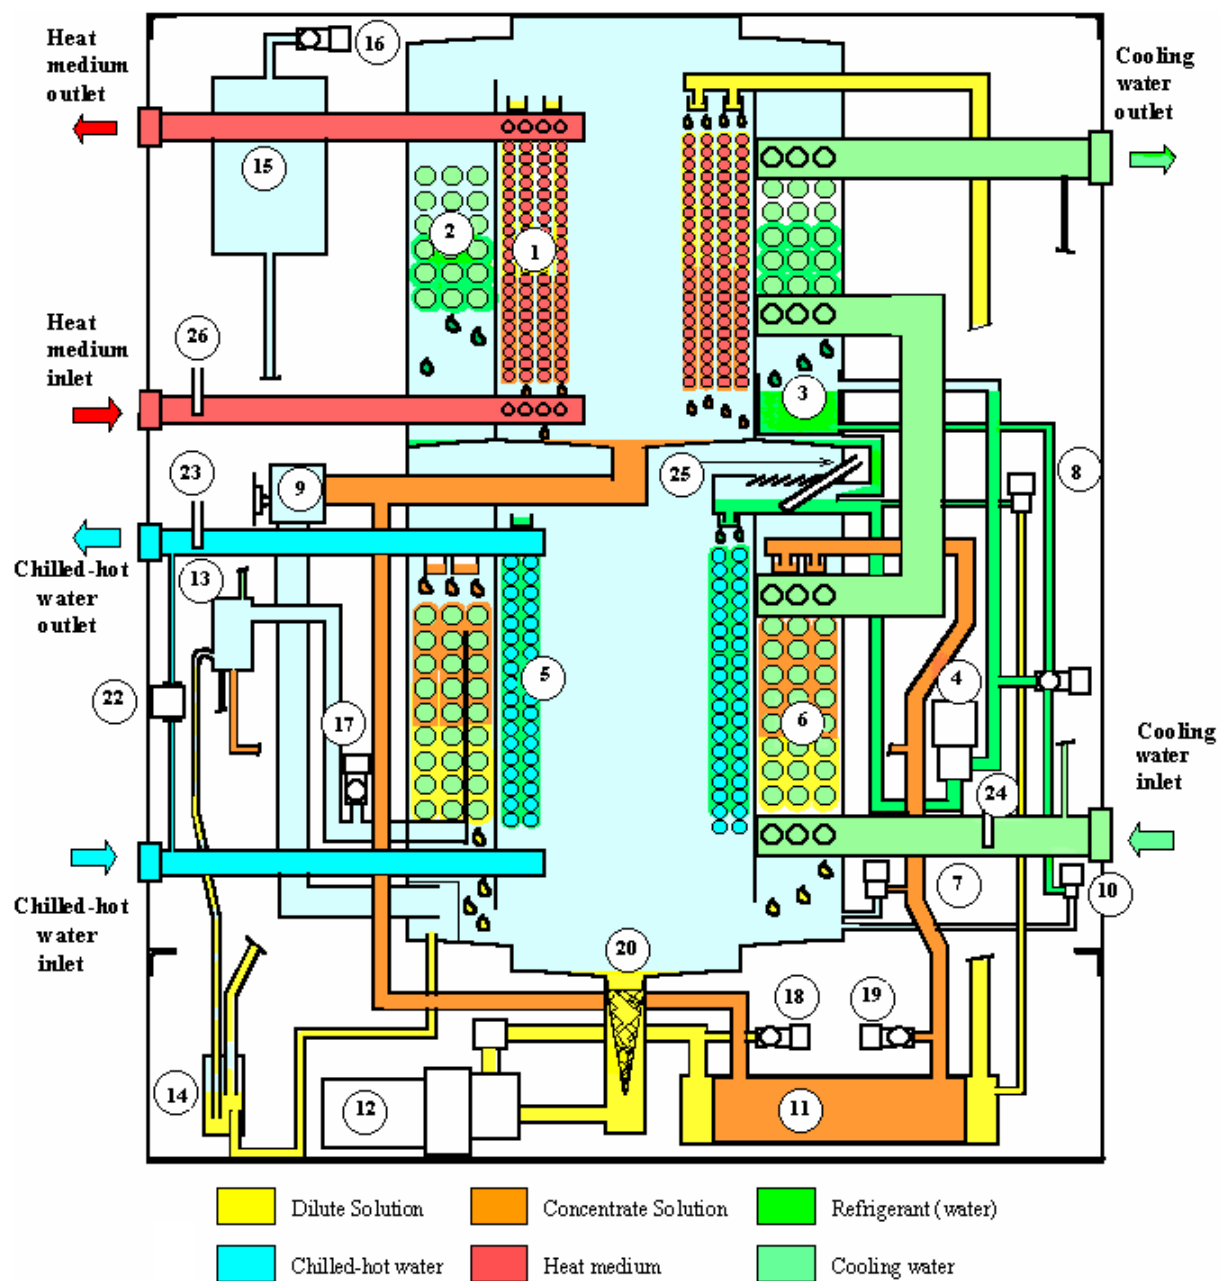 Heat
medium
outlet
16
Cooling
water
outlet
15
2
1
Heat
medium
inlet
26
3
23
9
25
8
Chilled-hot
water
outlet
13
5
4
22
17
6
Cooling
water
inlet
24
Chilled-hot
water
inlet
7
10
20
18
19
14
12
11
Dilute Solution
Concentrate Solution
Refrigerant (water)
Chilled-hot water
Heat medium
Cooling water